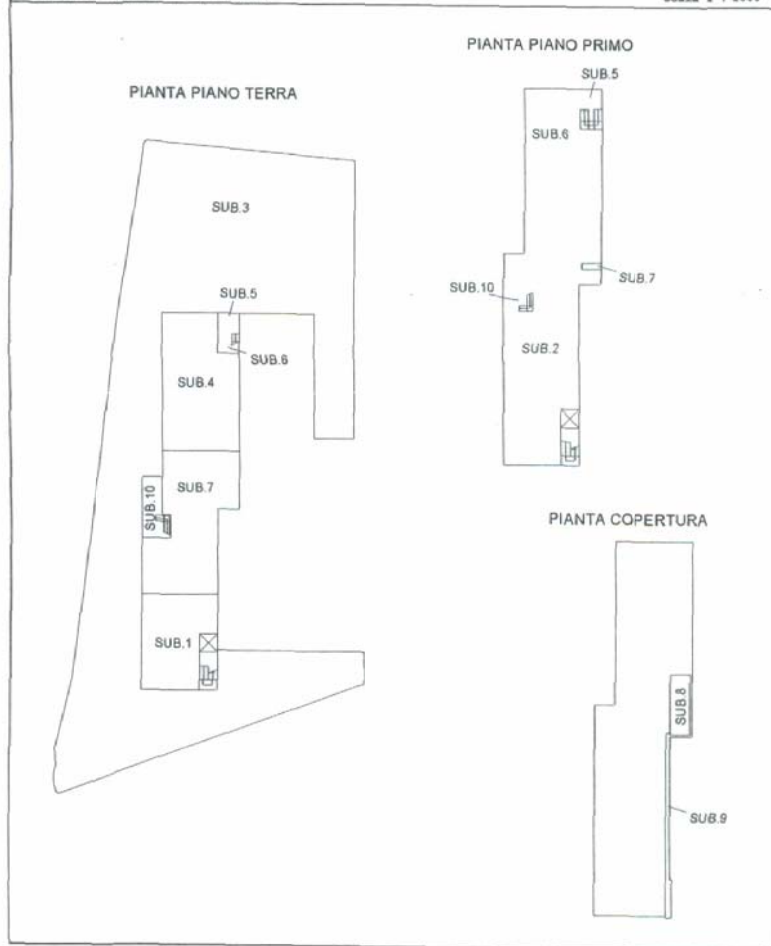 PIANTA PIANO TERRA
SUB.3
SUB.5
SUB.6
SUB.4
SUB.7
SUB.10
SUB.1
PIANTA PIANO PRIMO
SUB.5
SUB.6
SUB.7
SUB.10
SUB.2
PIANTA COPERTURA
SUB.8
SUB.9